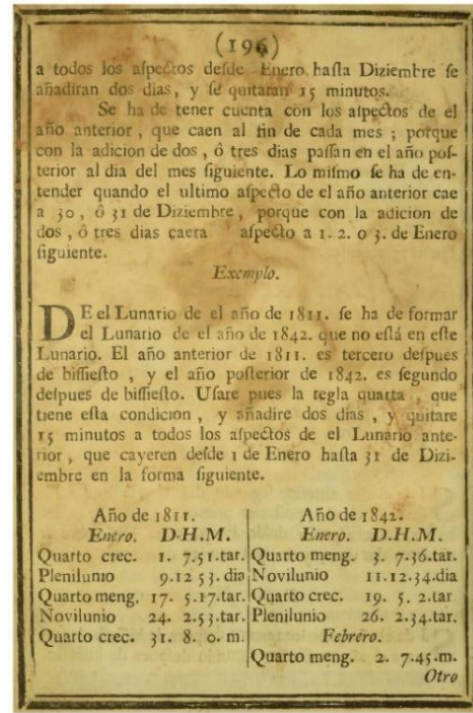 (196)
a todos los aſpectos deſde Enero haſta Diziembre ſe
añadiran dos dias, y ſe quitaran 15 minutos.
Se ha de tener cuenta con los aſpectos de el
año anterior, que caen al fin de cada mes; porque
con la adicion de dos, ô tres dias paſſan en el año poſ-
terior al dia del mes ſiguiente. Lo miſmo ſe ha de en-
tender quando el ultimo aſpecto de el año anterior cae
a 30, ô 31 de Diziembre, porque con la adicion de
dos, ô tres dias caera aſpecto a 1. 2. o 3. de Enero
ſiguiente.
Exemplo.
DE el Lunario de el año de 1811. ſe ha de formar
el Lunario de el año de 1842. que no eſtá en eſte
Lunario. El año anterior de 1811. es tercero deſpues
de biſſieſto, y el año poſterior de 1842. es ſegundo
deſpues de biſſieſto. Uſare pues la regla quarta, que
tiene eſta condicion, y añadire dos dias, y quitare
15 minutos a todos los aſpectos de el Lunario ante-
rior, que cayeren deſde 1 de Enero haſta 31 de Dizi-
embre en la forma ſiguiente.
Año de 1811.
Enero. D.H.M.
Quarto crec. 1. 7.51.tar.
Plenilunio 9.12 53.dia
Quarto meng. 17. 5.17.tar.
Novilunio 24. 2.53.tar.
Quarto crec. 31. 8. 0. m.
Año de 1842.
Enero. D.H.M.
Quarto meng. 3. 7.36.tar.
Novilunio 11.12.34.dia
Quarto crec. 19. 5. 2.tar
Plenilunio 26. 2.34.tar.
Febrero.
Quarto meng. 2. 7.45.m.
Otro